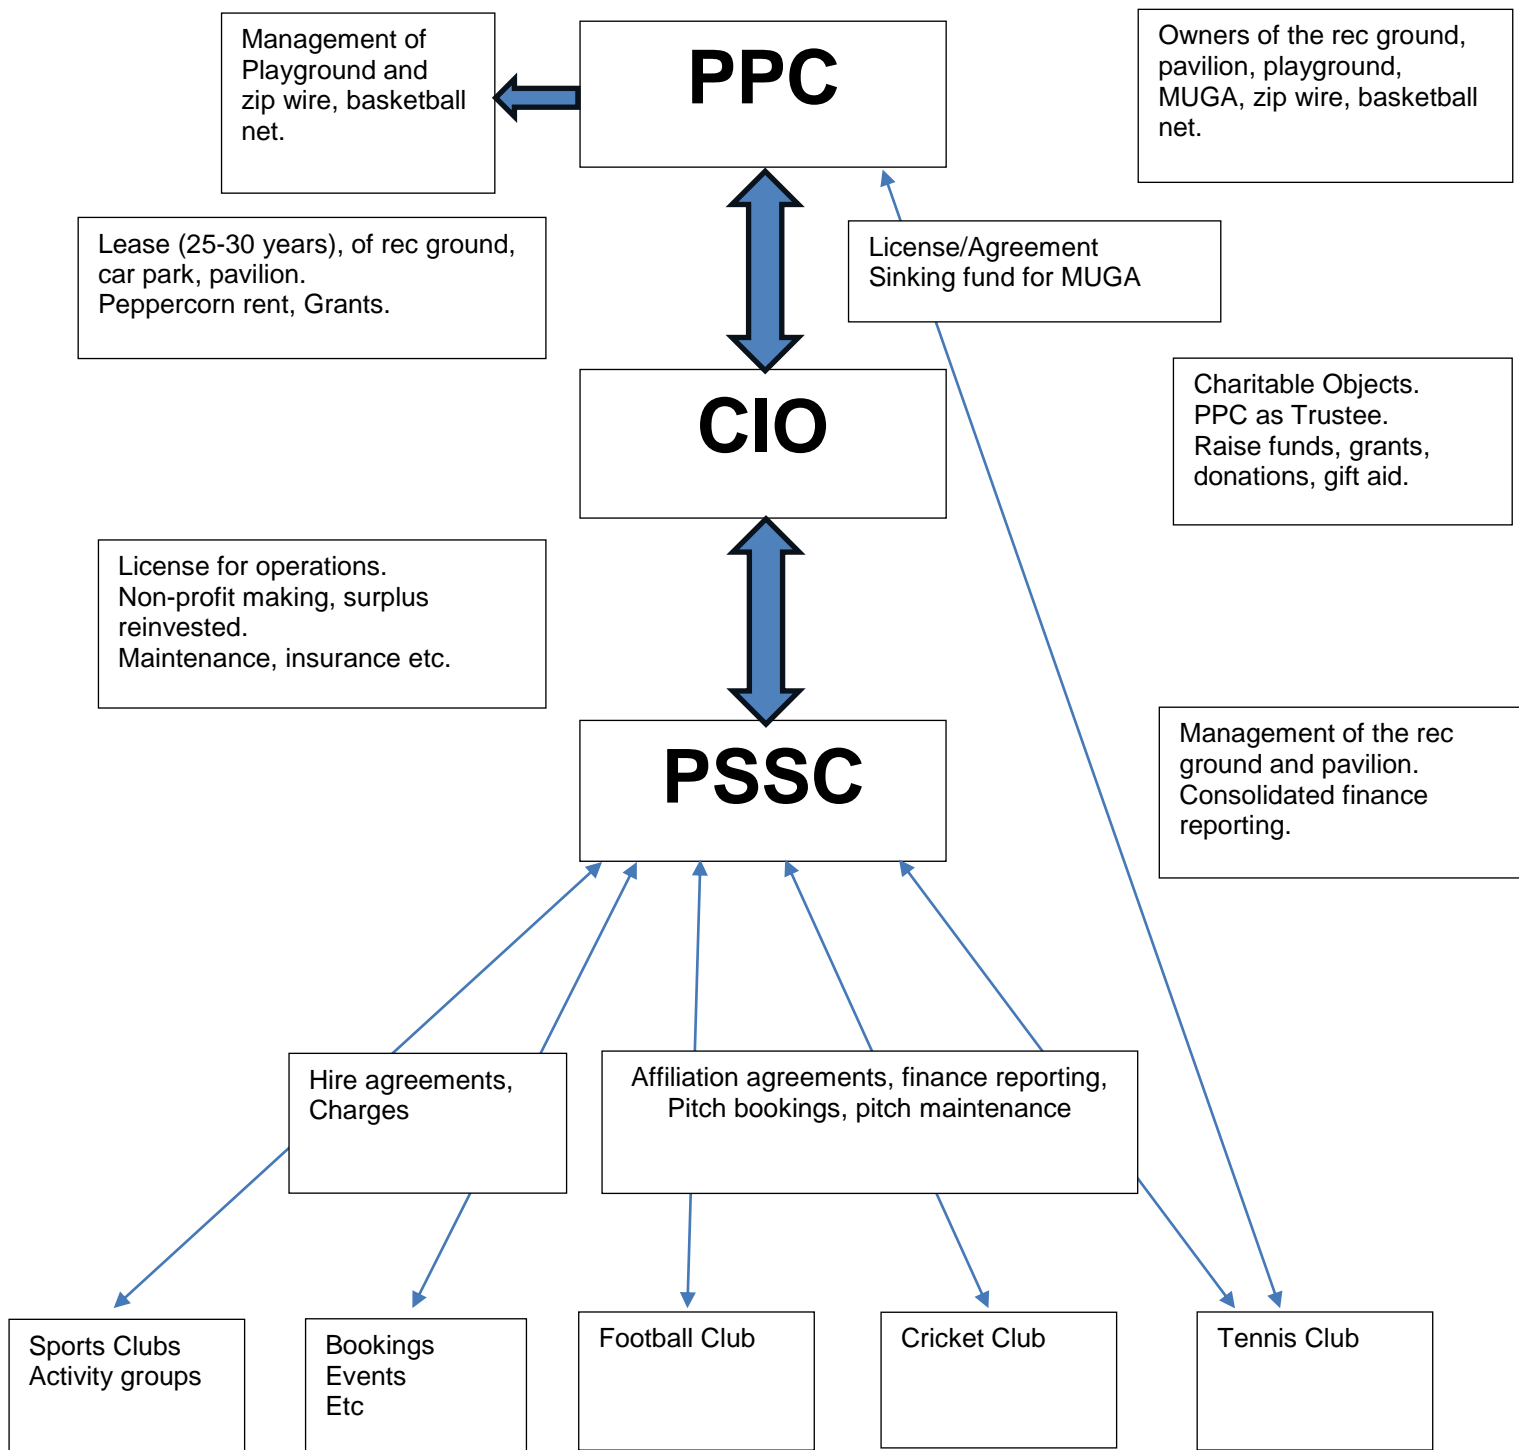 Management of
Playground and
zip wire, basketball
net.
PPC
Owners of the rec ground,
pavilion, playground,
MUGA, zip wire, basketball
net.
Lease (25-30 years), of rec ground,
car park, pavilion.
Peppercorn rent, Grants.
License/Agreement
Sinking fund for MUGA
CIO
Charitable Objects.
PPC as Trustee.
Raise funds, grants,
donations, gift aid.
License for operations.
Non-profit making, surplus
reinvested.
Maintenance, insurance etc.
PSSC
Management of the rec
ground and pavilion.
Consolidated finance
reporting.
Hire agreements,
Charges
Affiliation agreements, finance reporting,
Pitch bookings, pitch maintenance
Sports Clubs
Activity groups
Bookings
Events
Etc
Football Club
Cricket Club
Tennis Club